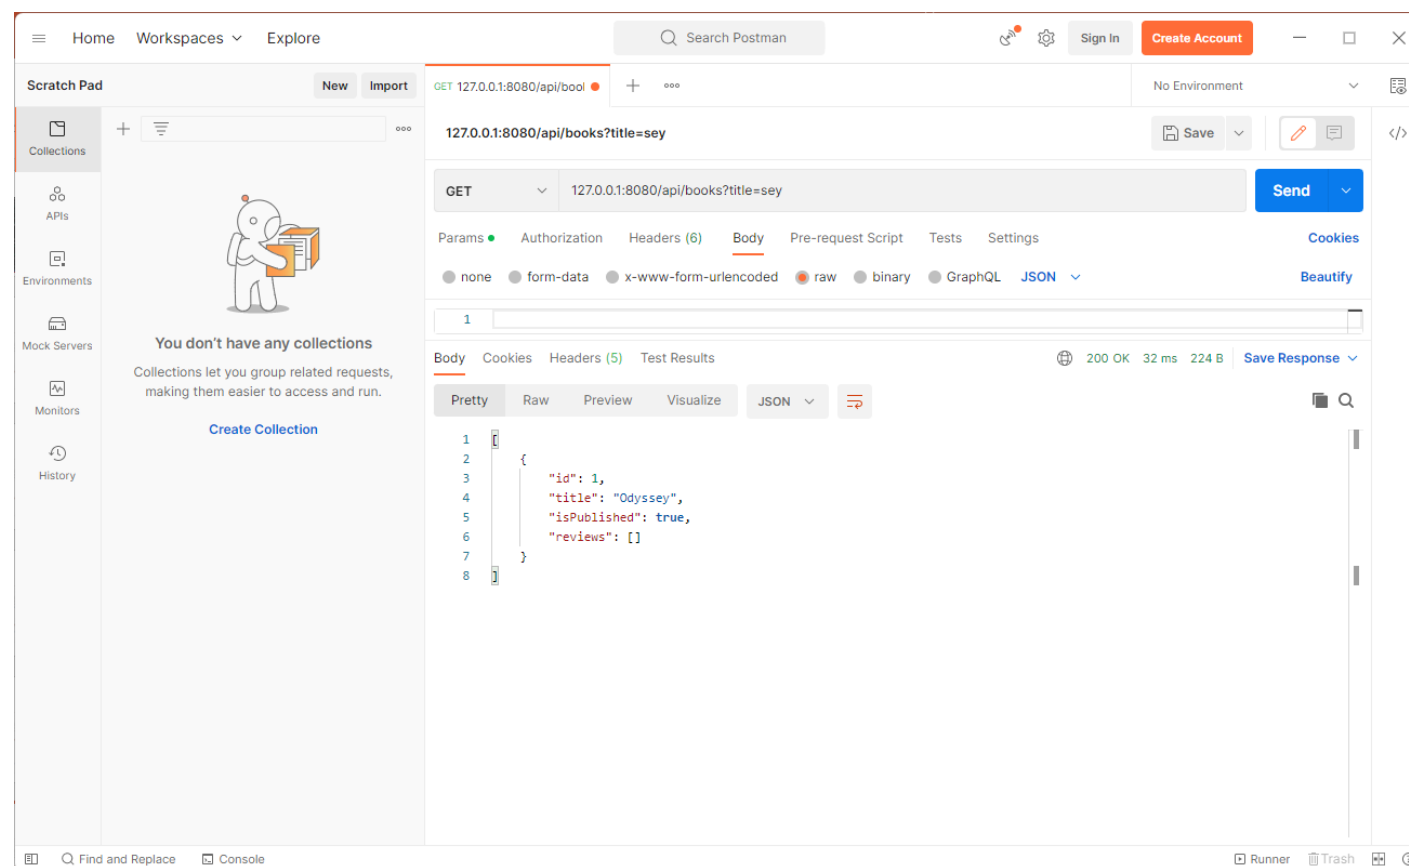 Home Workspaces Explore Search Postman Sign In Create Account
Scratch Pad New Import GET 127.0.0.1:8080/api/bool No Environment
Collections
APIs
Environments
Mock Servers
Monitors
History
You don't have any collections
Collections let you group related requests,
making them easier to access and run.
Create Collection
127.0.0.1:8080/api/books?title=sey Save
GET 127.0.0.1:8080/api/books?title=sey Send
Params Authorization Headers (6) Body Pre-request Script Tests Settings Cookies
none form-data x-www-form-urlencoded raw binary GraphQL JSON Beautify
1
Body Cookies Headers (5) Test Results 200 OK 32 ms 224 B Save Response
Pretty Raw Preview Visualize JSON
1 [
2 {
3 "id": 1,
4 "title": "Odyssey",
5 "isPublished": true,
6 "reviews": []
7 }
8 ]
Find and Replace Console Runner Trash